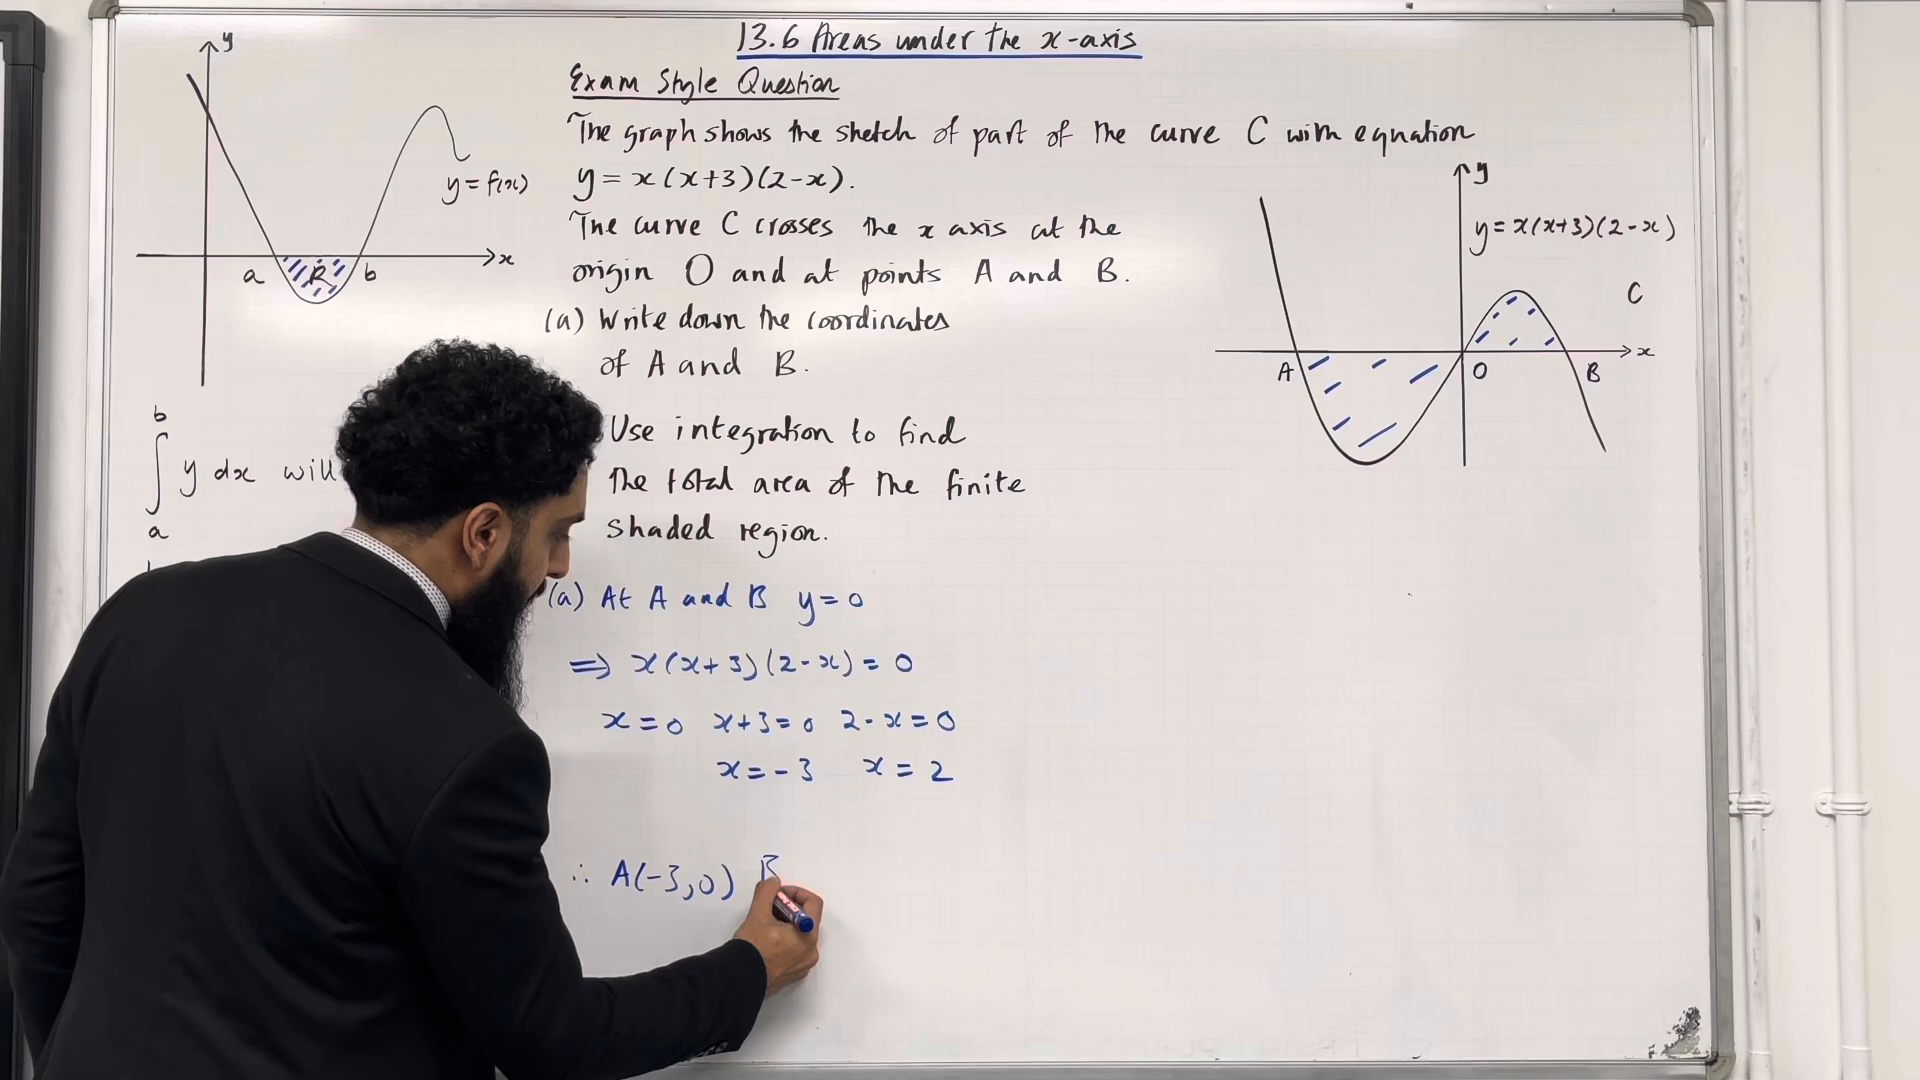 13.6 Areas under the x-axis
y
y = f(x)
x
a
R
b
b
∫ y dx will
a
Exam Style Question
The graph shows the sketch of part of the curve C with equation
y = x(x+3)(2-x).
The curve C crosses the x axis at the
origin O and at points A and B.
(a) Write down the coordinates
of A and B.
Use integration to find
the total area of the finite
shaded region.
y
y = x(x+3)(2-x)
C
x
A
O
B
(a) At A and B y=0
⇒ x(x+3)(2-x) = 0
x=0 x+3=0 2-x=0
x=-3 x=2
∴ A(-3,0) B